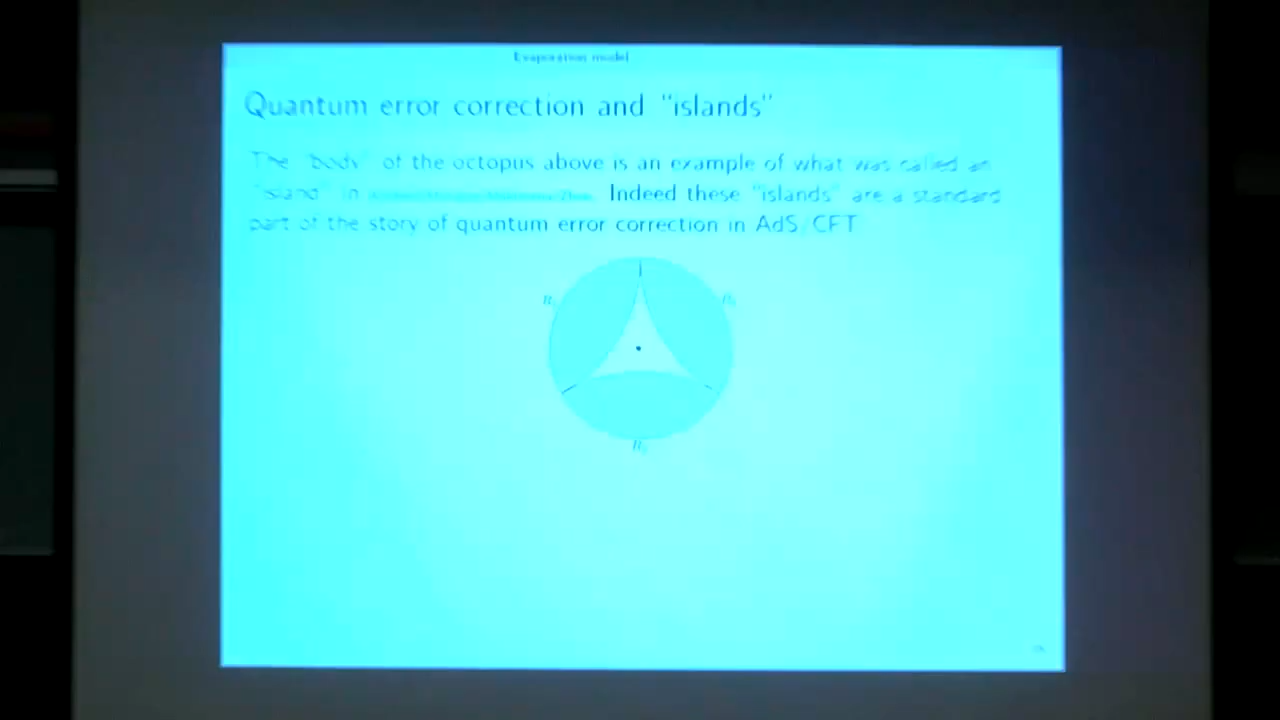 Evaporation model
Quantum error correction and "islands"
The "body" of the octopus above is an example of what was called an
"island" in Indeed these "islands" are a standard
part of the story of quantum error correction in AdS/CFT